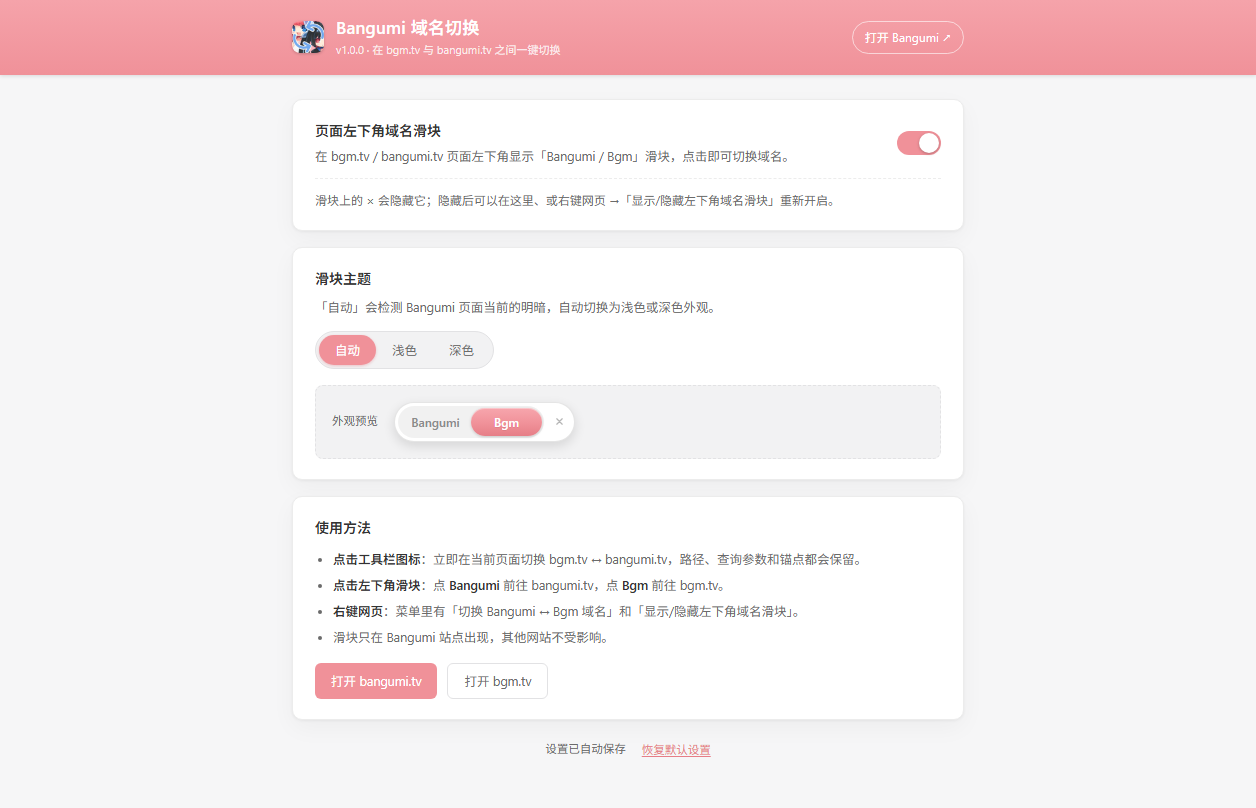 Bangumi 域名切换
v1.0.0 · 在 bgm.tv 与 bangumi.tv 之间一键切换
打开 Bangumi ↗
页面左下角域名滑块
在 bgm.tv / bangumi.tv 页面左下角显示「Bangumi / Bgm」滑块，点击即可切换域名。
滑块上的 × 会隐藏它；隐藏后可以在这里、或右键网页 →「显示/隐藏左下角域名滑块」重新开启。
滑块主题
「自动」会检测 Bangumi 页面当前的明暗，自动切换为浅色或深色外观。
自动 浅色 深色
外观预览 Bangumi Bgm ×
使用方法
• 点击工具栏图标：立即在当前页面切换 bgm.tv ↔ bangumi.tv，路径、查询参数和锚点都会保留。
• 点击左下角滑块：点 Bangumi 前往 bangumi.tv，点 Bgm 前往 bgm.tv。
• 右键网页：菜单里有「切换 Bangumi ↔ Bgm 域名」和「显示/隐藏左下角域名滑块」。
• 滑块只在 Bangumi 站点出现，其他网站不受影响。
打开 bangumi.tv 打开 bgm.tv
设置已自动保存 恢复默认设置